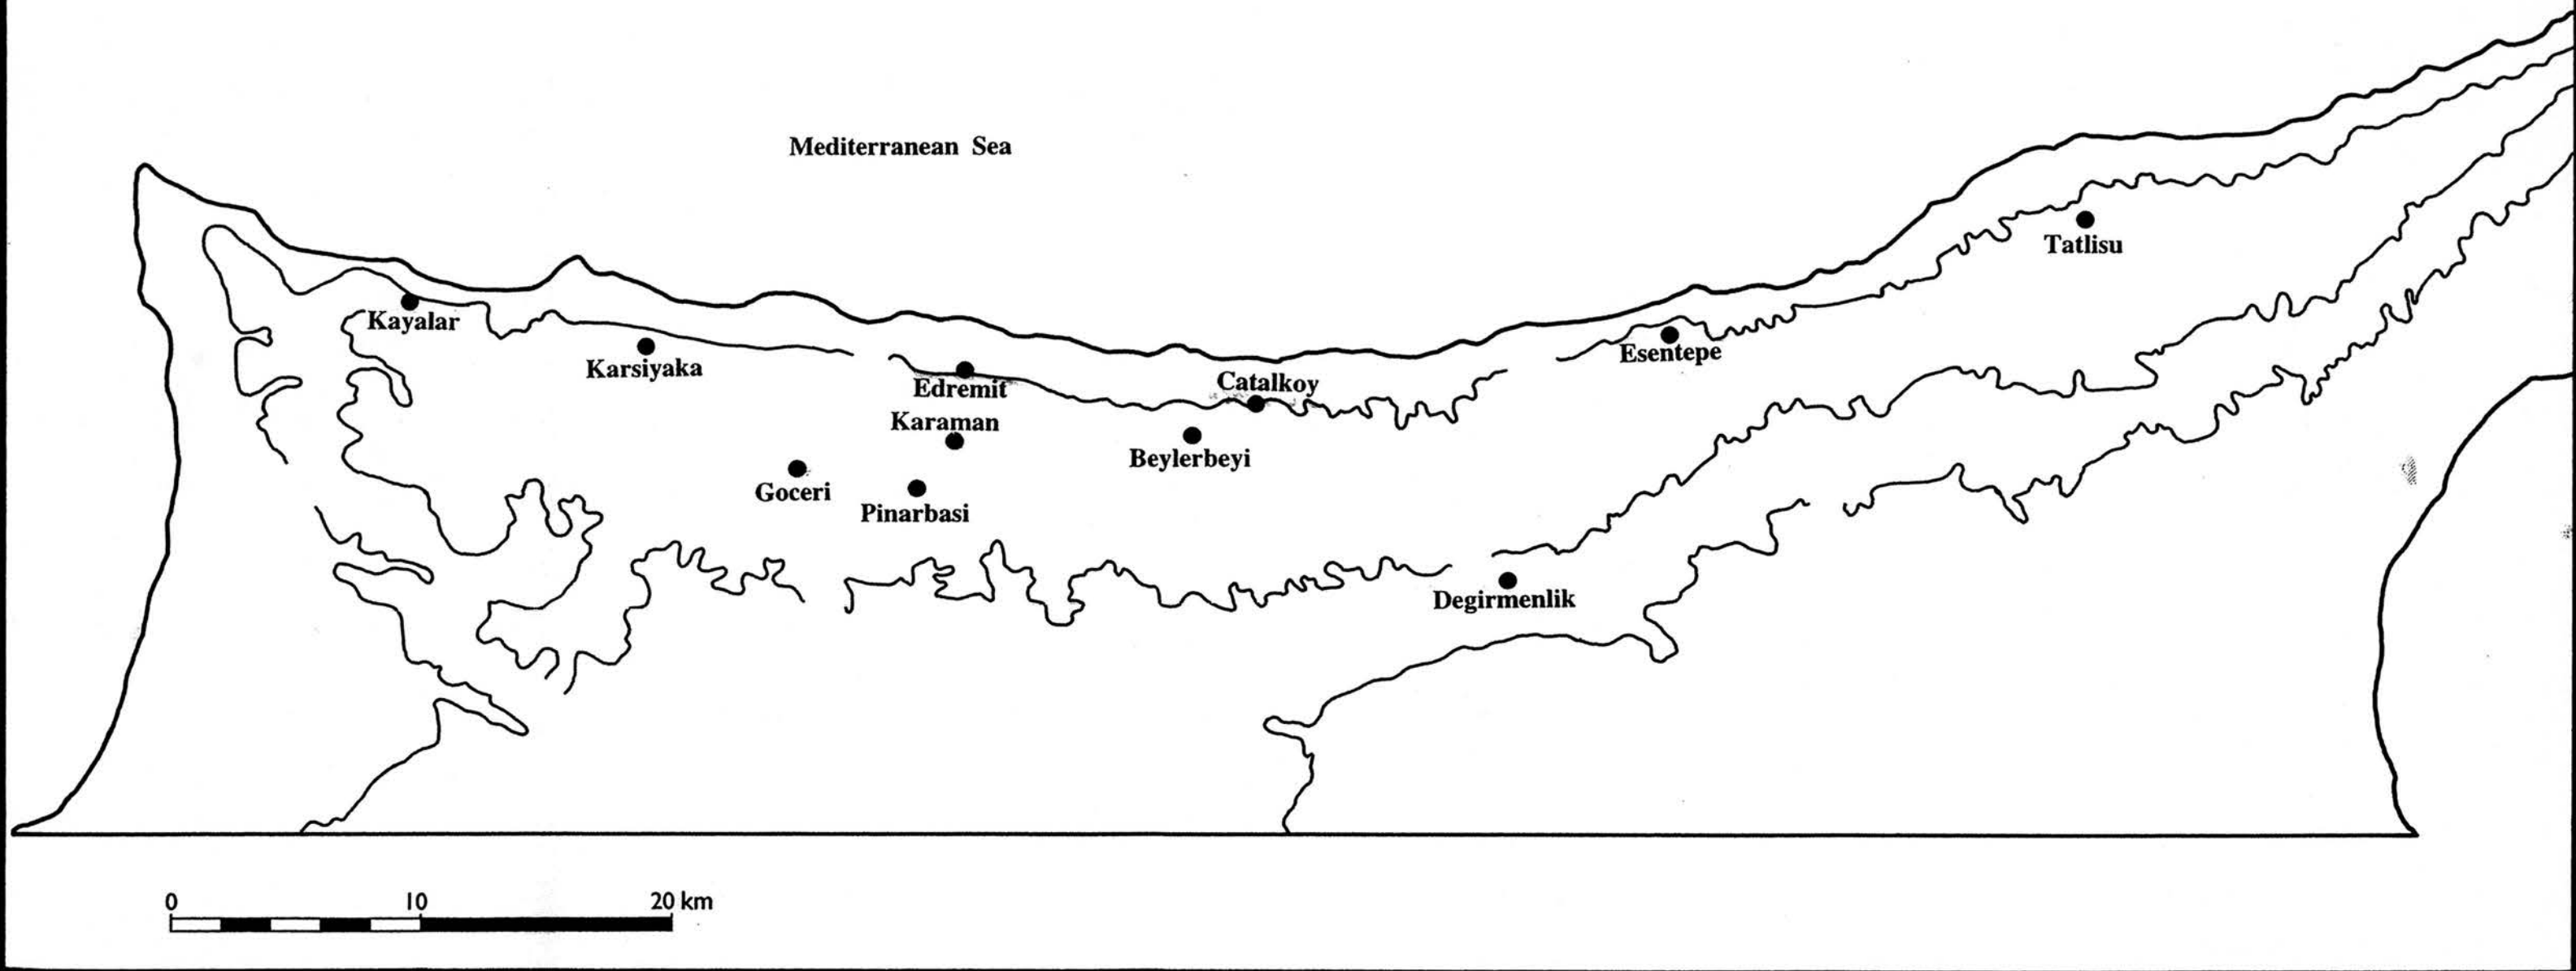 Mediterranean Sea
Tatlisu
Kayalar
Esentepe
Karsiyaka
Edremit
Catalkoy
Karaman
Beylerbeyi
Goceri
Pinarbasi
Degirmenlik
0 10 20 km